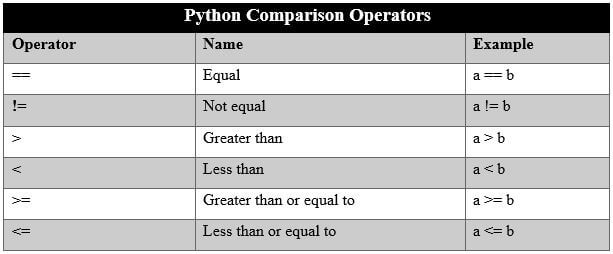 Python Comparison Operators
Operator Name Example
== Equal a == b
!= Not equal a != b
> Greater than a > b
< Less than a < b
>= Greater than or equal to a >= b
<= Less than or equal to a <= b